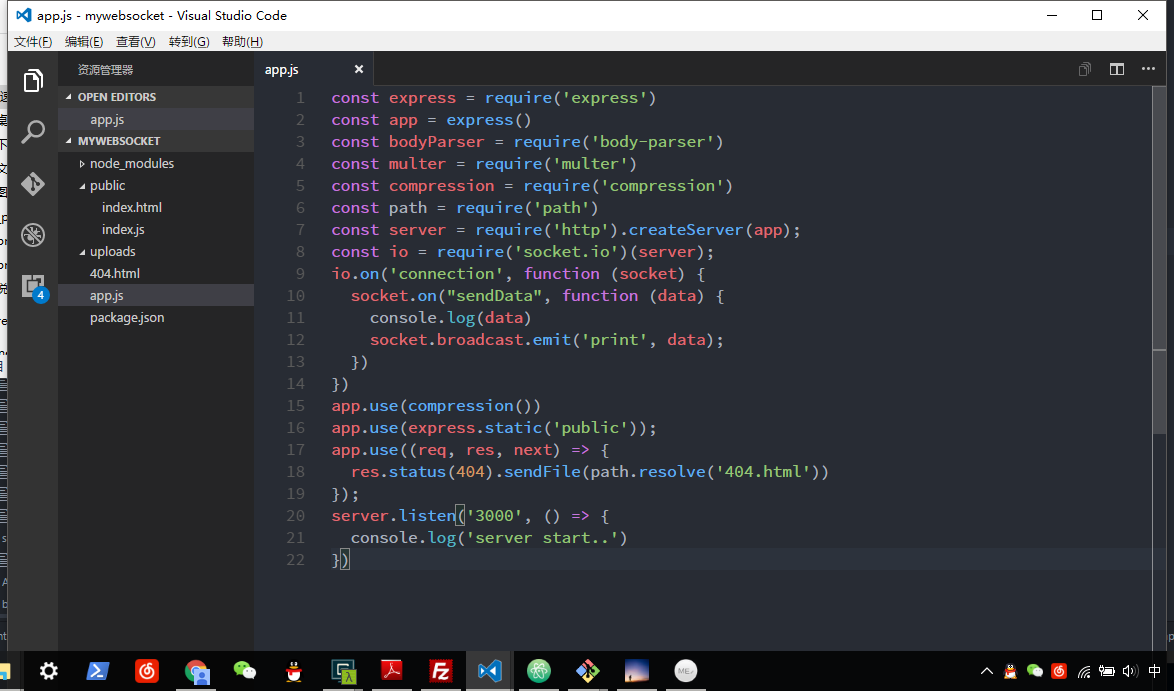 app.js - mywebsocket - Visual Studio Code
文件(F) 编辑(E) 查看(V) 转到(G) 帮助(H)
资源管理器
OPEN EDITORS
app.js
MYWEBSOCKET
node_modules
public
index.html
index.js
uploads
404.html
app.js
package.json
4
app.js
1 const express = require('express')
2 const app = express()
3 const bodyParser = require('body-parser')
4 const multer = require('multer')
5 const compression = require('compression')
6 const path = require('path')
7 const server = require('http').createServer(app);
8 const io = require('socket.io')(server);
9 io.on('connection', function (socket) {
10   socket.on("sendData", function (data) {
11     console.log(data)
12     socket.broadcast.emit('print', data);
13   })
14 })
15 app.use(compression())
16 app.use(express.static('public'));
17 app.use((req, res, next) => {
18   res.status(404).sendFile(path.resolve('404.html'))
19 });
20 server.listen('3000', () => {
21   console.log('server start..')
22 })
中